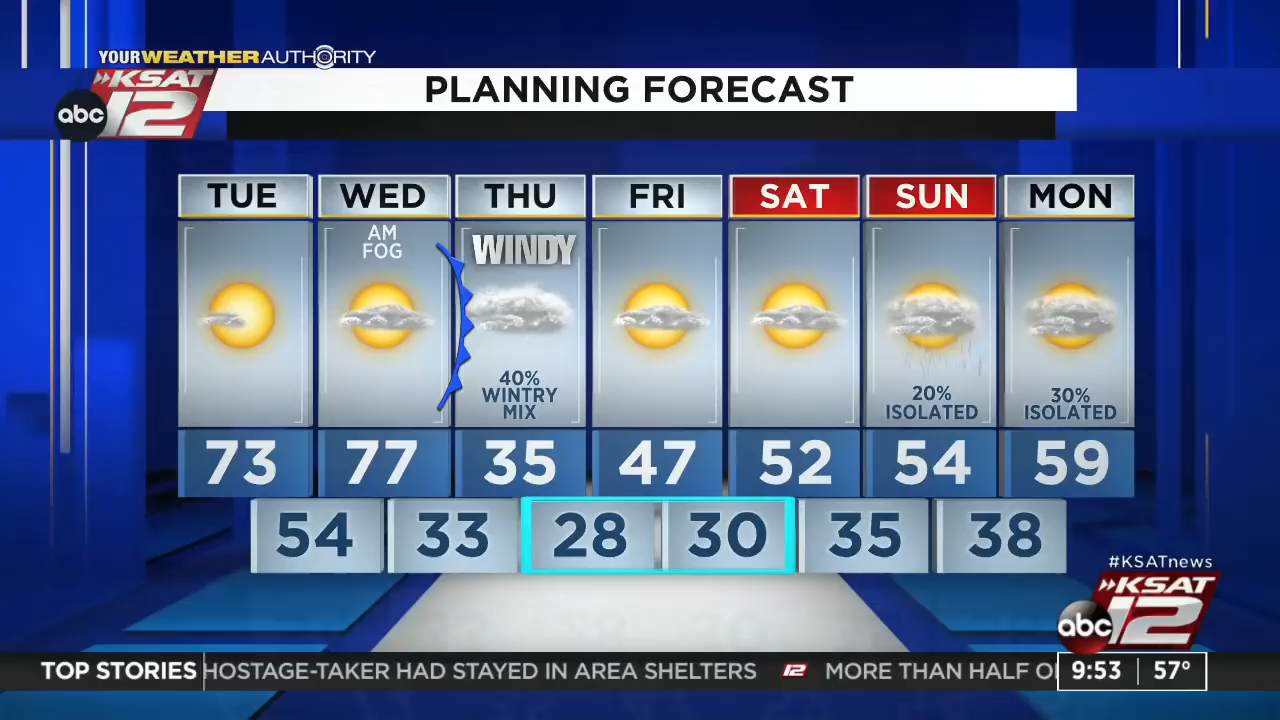 YOURWEATHERAUTHORITY
KSAT
abc 12
PLANNING FORECAST
TUE WED THU FRI SAT SUN MON
AM
FOG
WINDY
40%
WINTRY
MIX
20%
ISOLATED
30%
ISOLATED
73 77 35 47 52 54 59
54 33 28 30 35 38
#KSATnews
KSAT
abc 12
TOP STORIES HOSTAGE-TAKER HAD STAYED IN AREA SHELTERS 12 MORE THAN HALF 9:53 57°